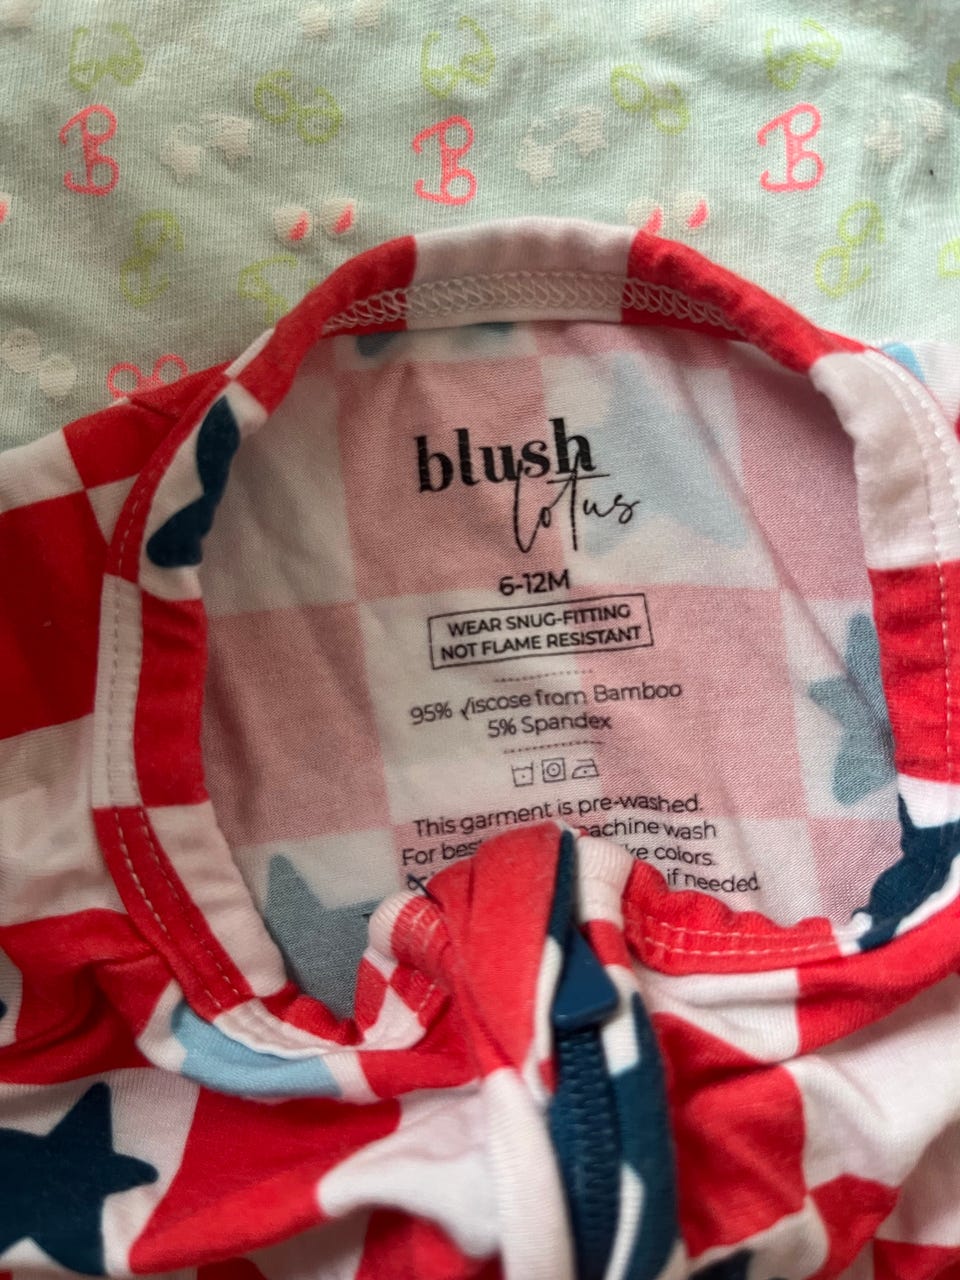 blush
lotus
6-12M
WEAR SNUG-FITTING
NOT FLAME RESISTANT
95% Viscose from Bamboo
5% Spandex
This garment is pre-washed.
For machine wash
colors.
if needed